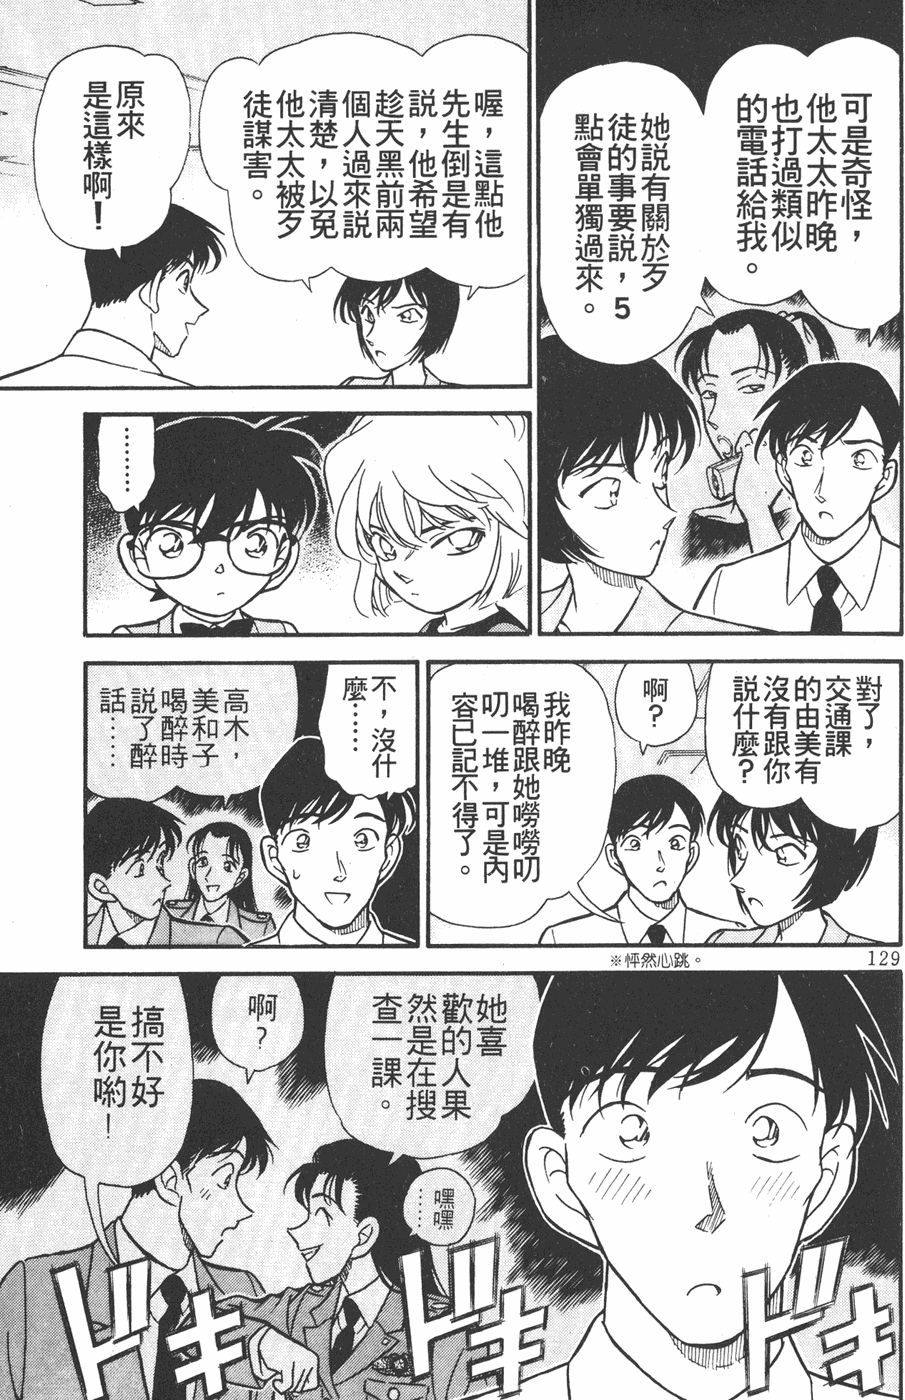 可是奇怪，
他太太昨晚
也打過類似
的電話給
我。
她說有關於歹
徒的事要說，5
點會單獨過來。
喔，這點他
先生倒是有
說，他希望
趁天黑前兩
個人過來說
清楚，以免
他太太被歹
徒謀害。
原來
是這樣啊！
⋯⋯⋯
對了，
交通課
的由美有
沒有跟你
說什麼？
啊？
我昨晚
喝醉跟她嘮嘮叨
叨一堆，可是內
容已記不得了。
不，沒什
麼⋯⋯
高木，
美和子
喝醉時
說了醉
話⋯⋯
※怦然心跳。
129
她喜
歡的人果
然是在搜
查一課。
啊？
嘿嘿
⋯⋯
搞不好
是你喲！
ドキ
ドキ
ドキ